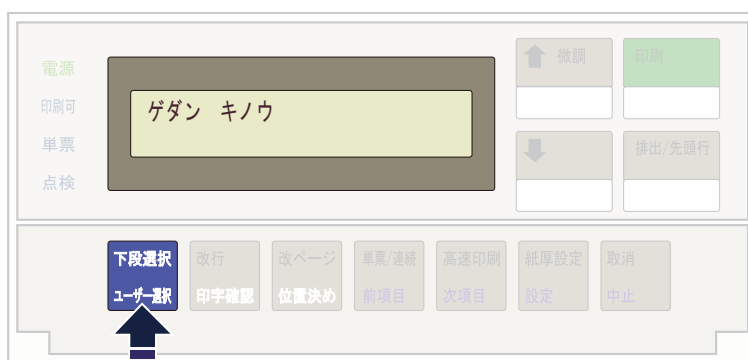 電源
印刷可
単票
点検
ゲダン キノウ
微調
印刷
排出/先頭行
下段選択
ユーザー選択
改行
印字確認
改ページ
位置決め
単票/連続
前項目
高速印刷
次項目
紙厚設定
設定
取消
中止